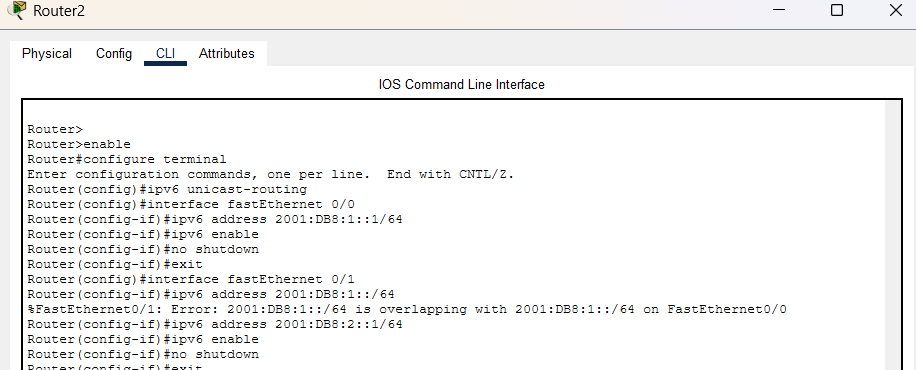 Router2
Physical Config CLI Attributes
IOS Command Line Interface
Router>
Router>enable
Router#configure terminal
Enter configuration commands, one per line.  End with CNTL/Z.
Router(config)#ipv6 unicast-routing
Router(config)#interface fastEthernet 0/0
Router(config-if)#ipv6 address 2001:DB8:1::1/64
Router(config-if)#ipv6 enable
Router(config-if)#no shutdown
Router(config-if)#exit
Router(config)#interface fastEthernet 0/1
Router(config-if)#ipv6 address 2001:DB8:1::/64
%FastEthernet0/1: Error: 2001:DB8:1::/64 is overlapping with 2001:DB8:1::/64 on FastEthernet0/0
Router(config-if)#ipv6 address 2001:DB8:2::1/64
Router(config-if)#ipv6 enable
Router(config-if)#no shutdown
Router(config-if)#exit